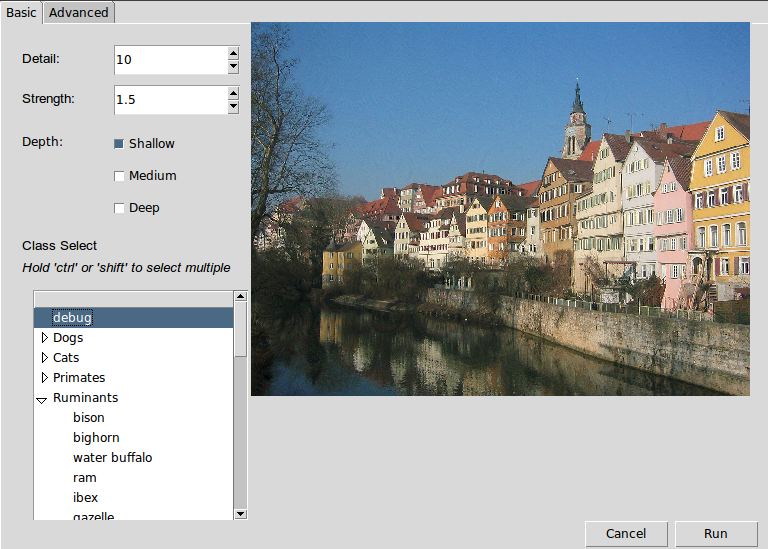 Basic Advanced
Detail: 10
Strength: 1.5
Depth: Shallow
Medium
Deep
Class Select
Hold 'ctrl' or 'shift' to select multiple
debug
Dogs
Cats
Primates
Ruminants
bison
bighorn
water buffalo
ram
ibex
gazelle
Cancel Run